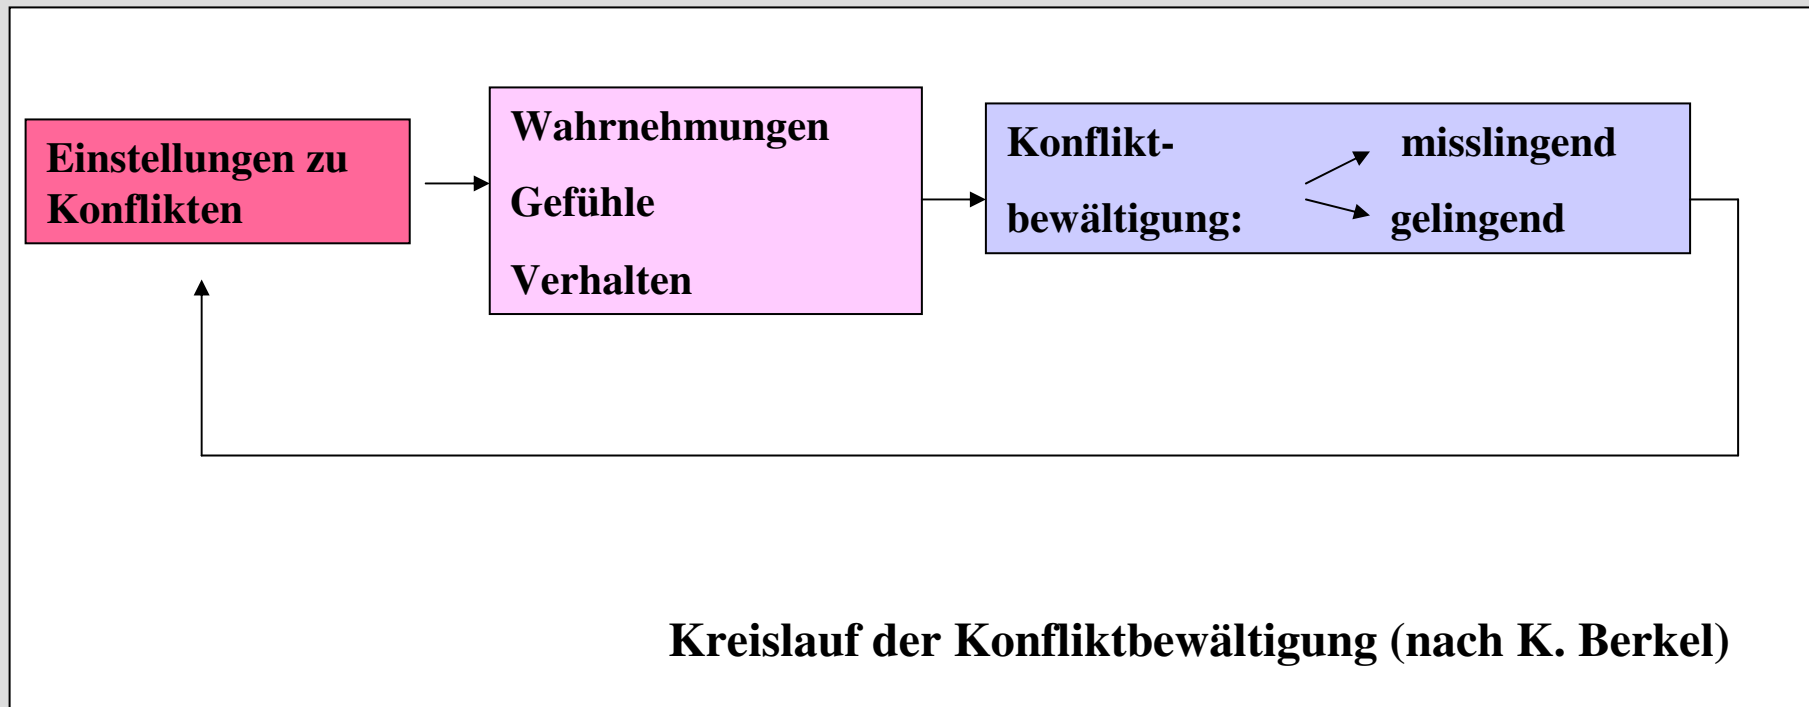 Einstellungen zu
Konflikten
Wahrnehmungen
Gefühle
Verhalten
Konflikt- misslingend
bewältigung: gelingend
Kreislauf der Konfliktbewältigung (nach K. Berkel)